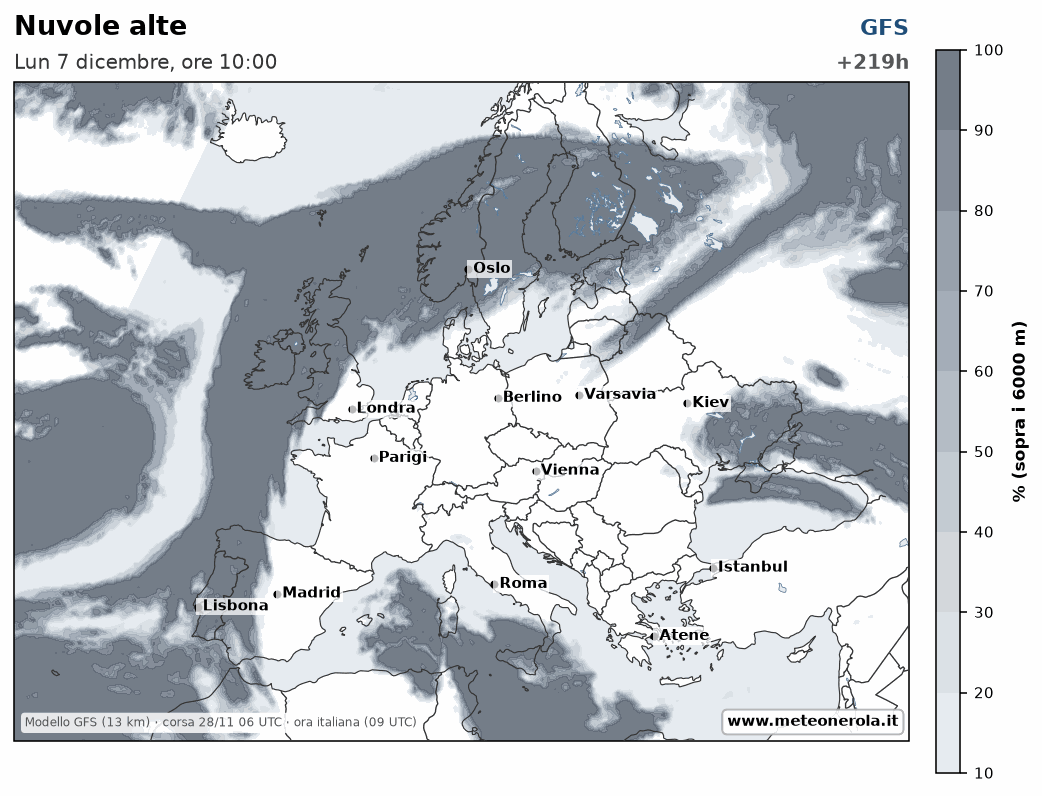 Nuvole alte
GFS
Lun 7 dicembre, ore 10:00
+219h
100
90
80
70
60
50
40
30
20
10
% (sopra i 6000 m)
Oslo
Berlino
Varsavia
Kiev
Londra
Parigi
Vienna
Istanbul
Roma
Madrid
Lisbona
Atene
Modello GFS (13 km) · corsa 28/11 06 UTC · ora italiana (09 UTC)
www.meteonerola.it